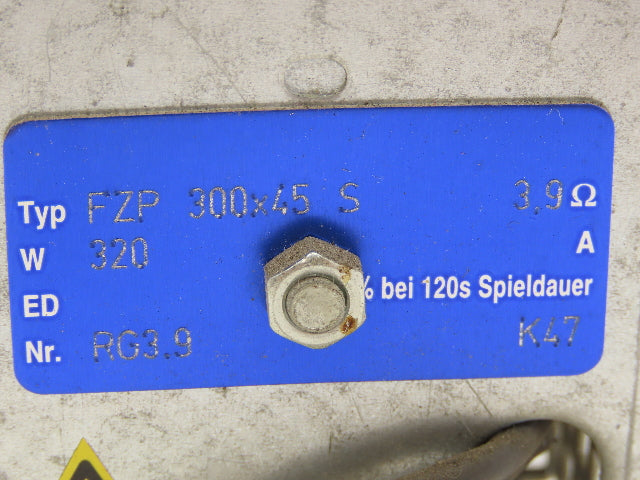 Typ FZP 300x45 S 3,9 Ω
W 320 A
ED % bei 120s Spieldauer
Nr. RG3.9 K47